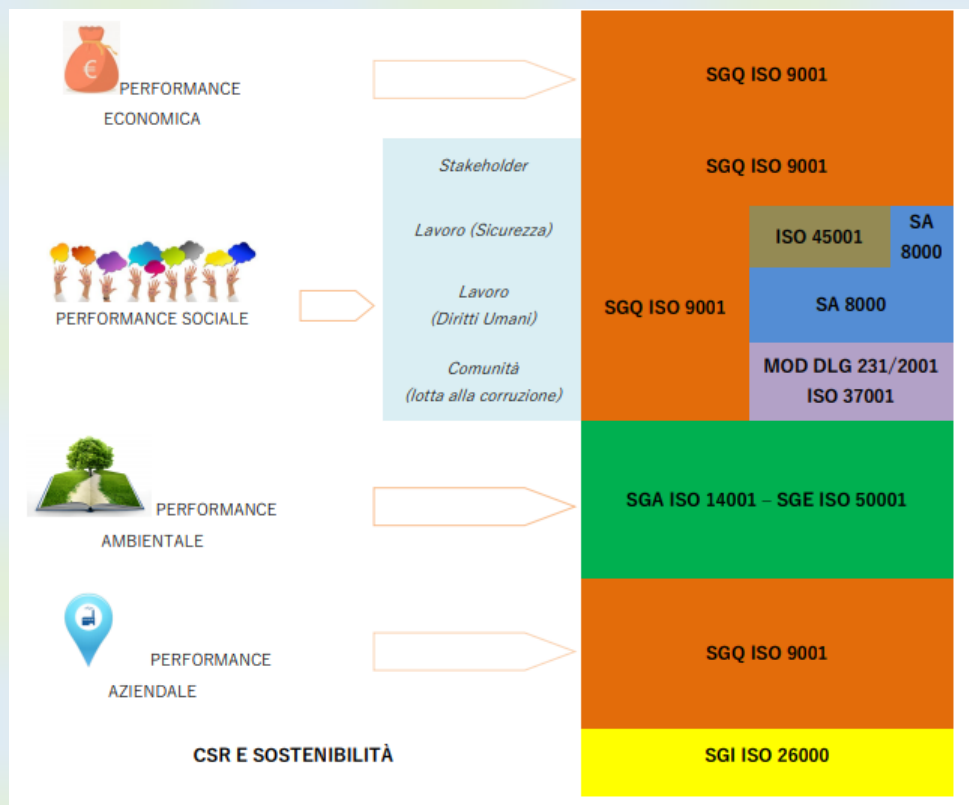 €
PERFORMANCE
ECONOMICA
SGQ ISO 9001
Stakeholder
SGQ ISO 9001
Lavoro (Sicurezza)
ISO 45001
SA
8000
PERFORMANCE SOCIALE
Lavoro
(Diritti Umani)
SGQ ISO 9001
SA 8000
Comunità
(lotta alla corruzione)
MOD DLG 231/2001
ISO 37001
PERFORMANCE
AMBIENTALE
SGA ISO 14001 – SGE ISO 50001
PERFORMANCE
AZIENDALE
SGQ ISO 9001
CSR E SOSTENIBILITÀ
SGI ISO 26000